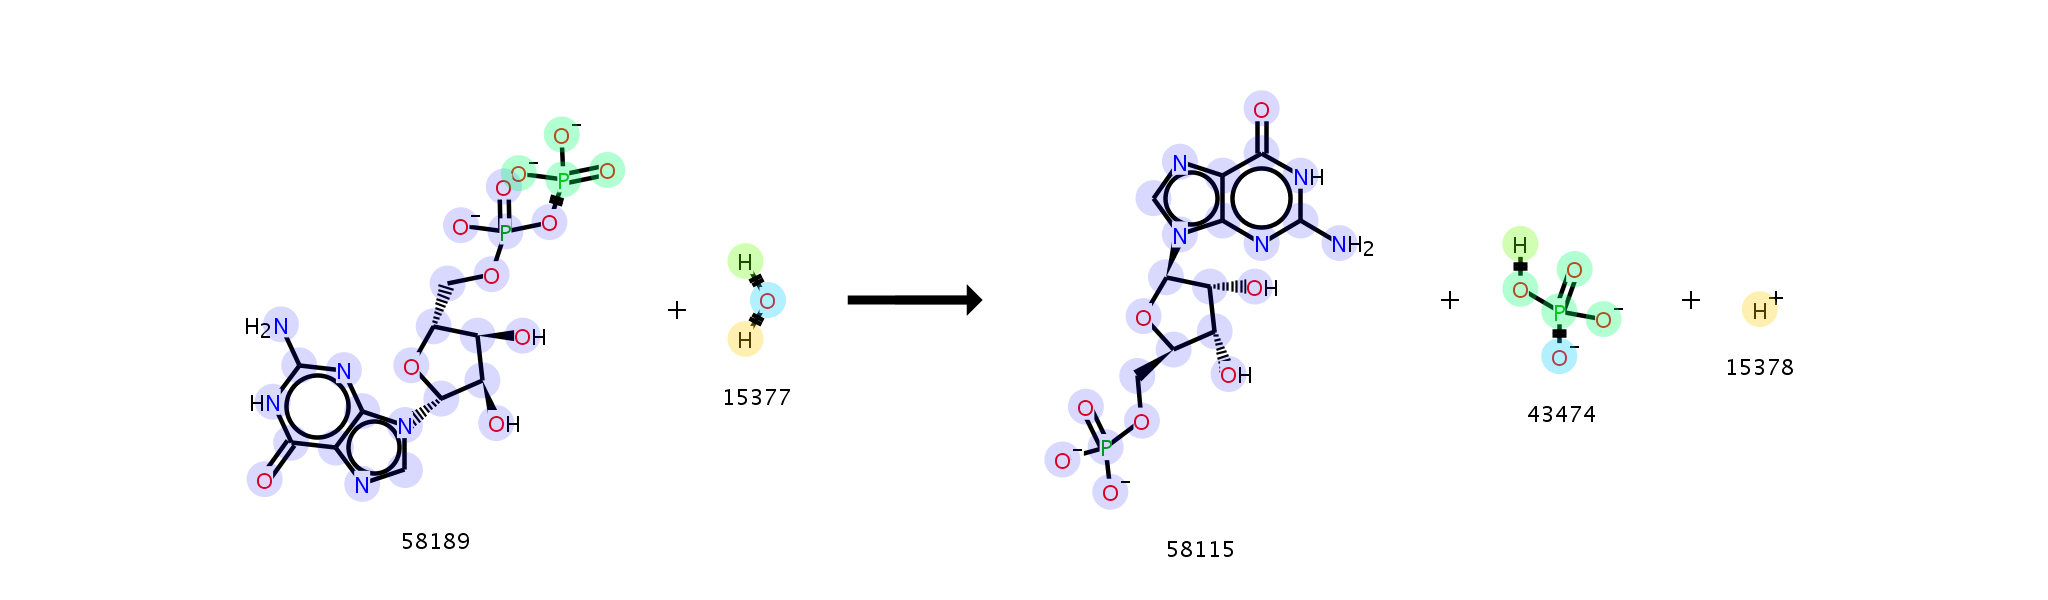 O⁻
O⁻ P O
O
O⁻ P O
O
H₂N
N
HN
O
N
N
O
OH
OH
58189
+
H
O
H
15377
O
N
NH
N
N
NH₂
O
OH
OH
O
O
P
O⁻
O⁻
58115
+
H
O
O
P
O⁻
O⁻
43474
+
H⁺
15378